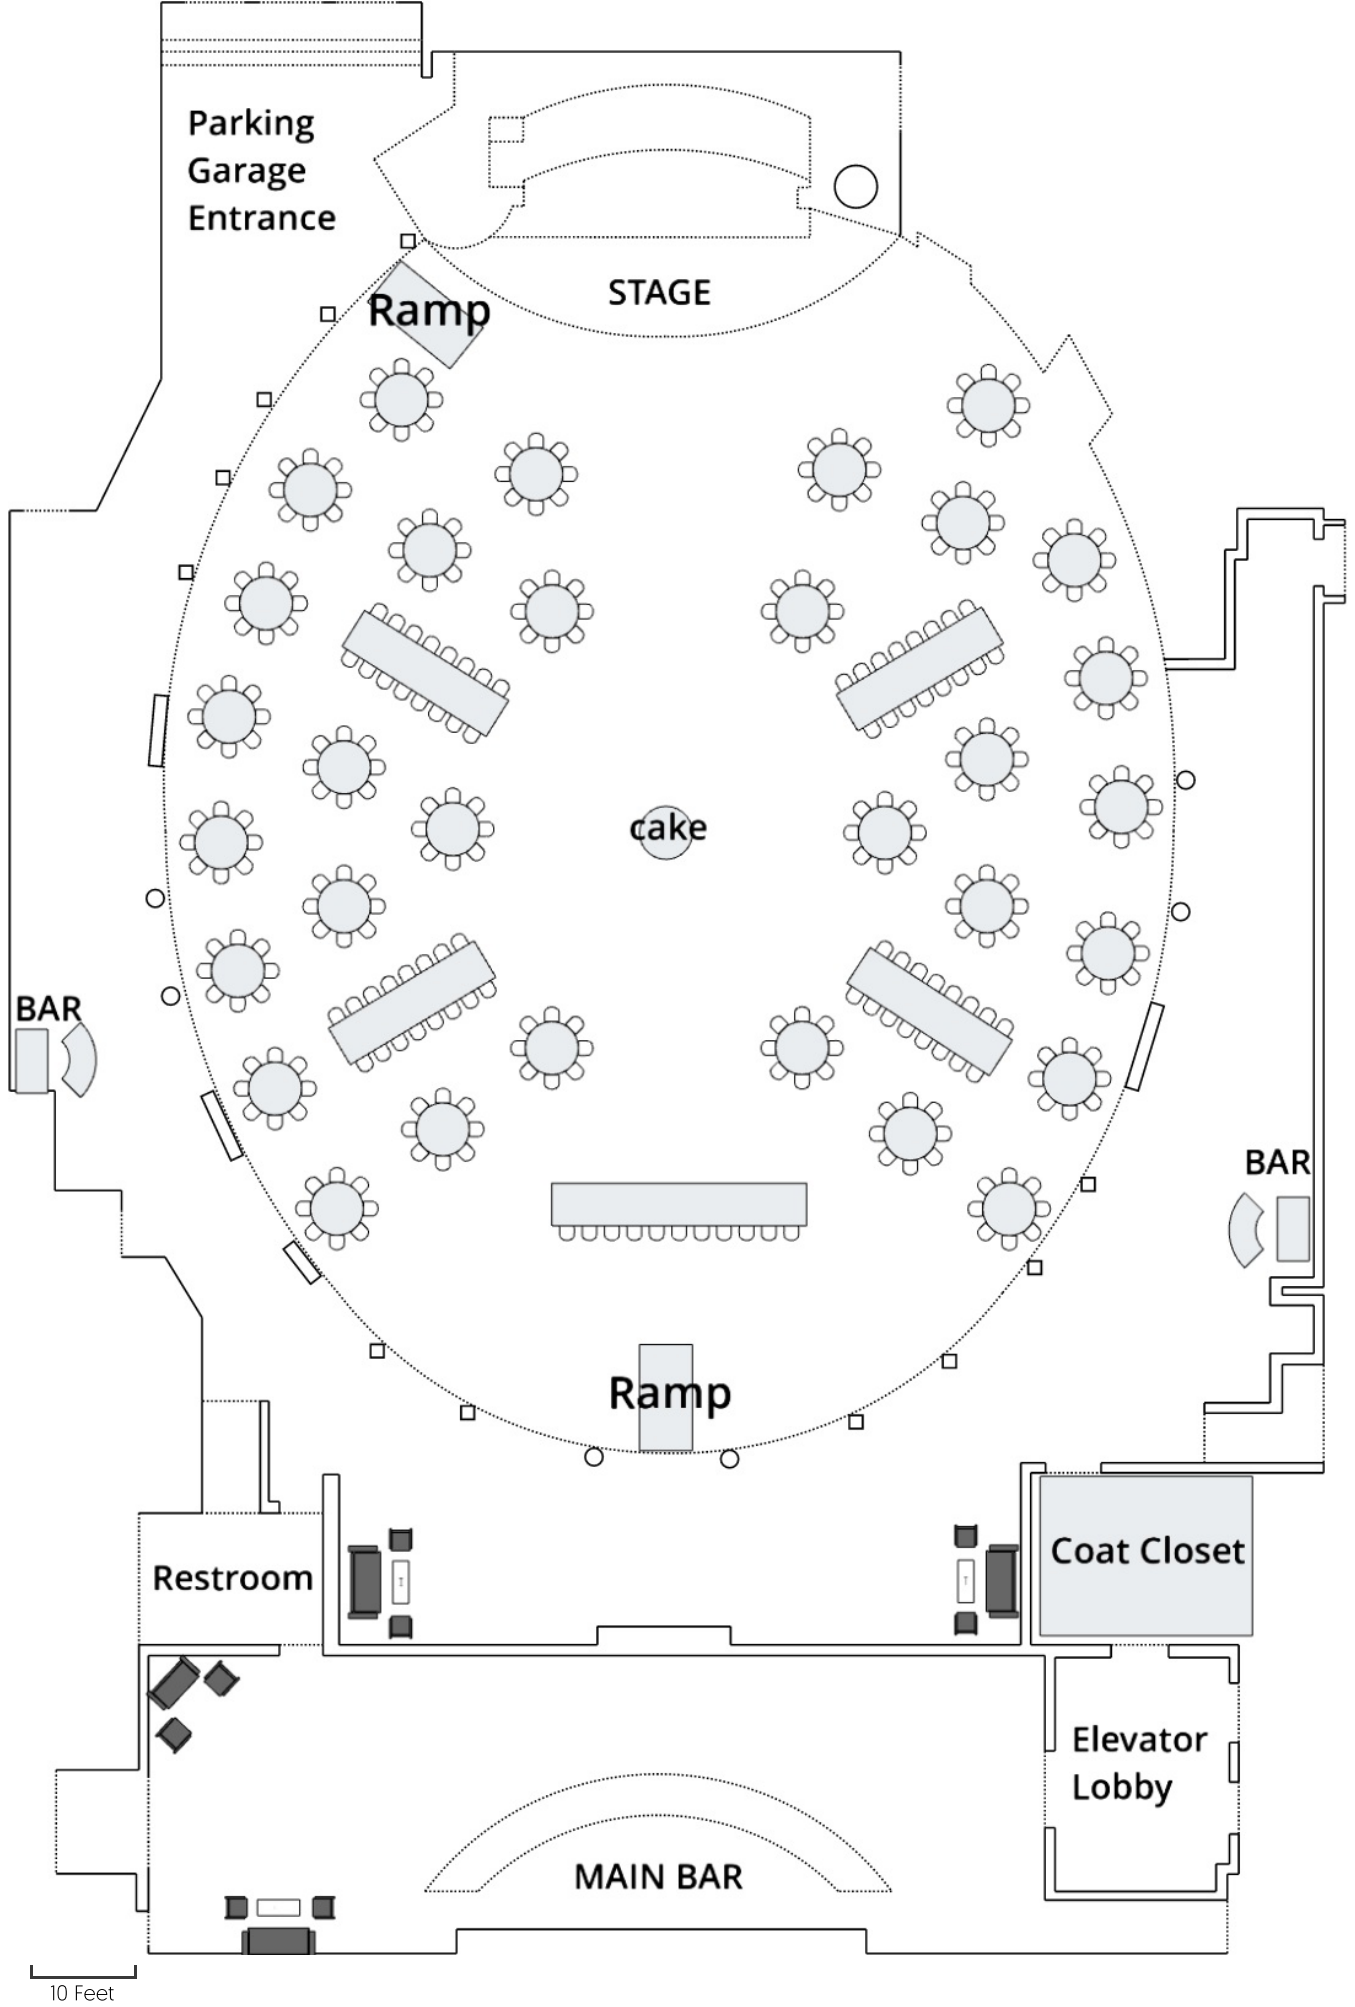 Parking
Garage
Entrance
STAGE
Ramp
cake
BAR
BAR
Ramp
Coat Closet
Restroom
Elevator
Lobby
MAIN BAR
10 Feet